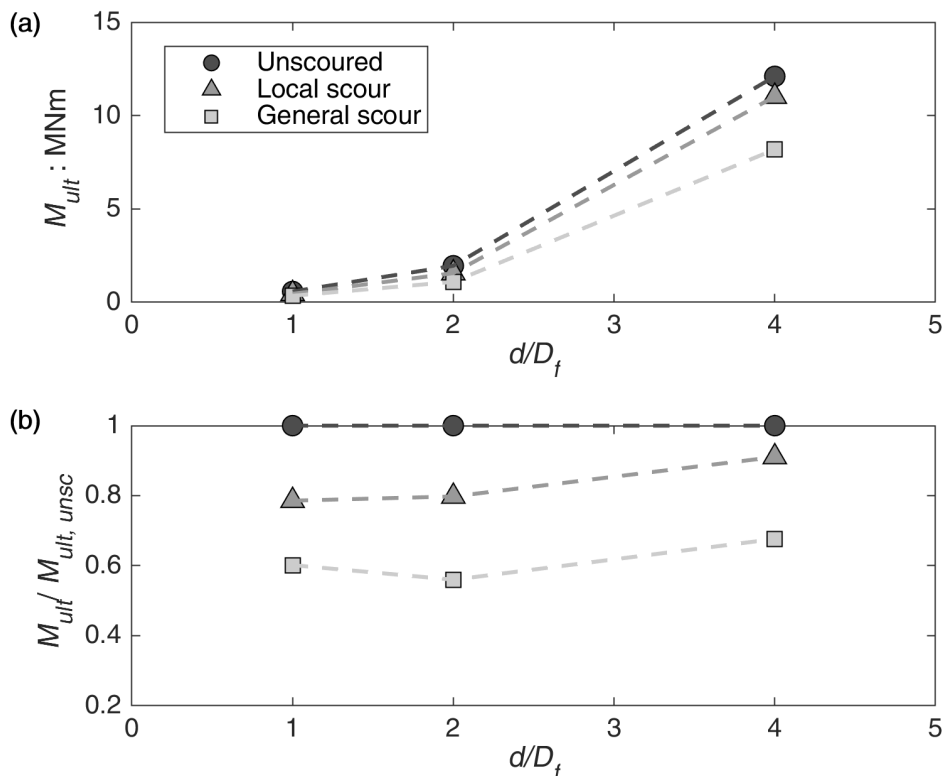 (a)
15
10
5
0
M_ult : MNm
Unscoured
Local scour
General scour
0 1 2 3 4 5
d/D_f
(b)
1
0.8
0.6
0.4
0.2
M_ult/ M_ult, unsc
0 1 2 3 4 5
d/D_f